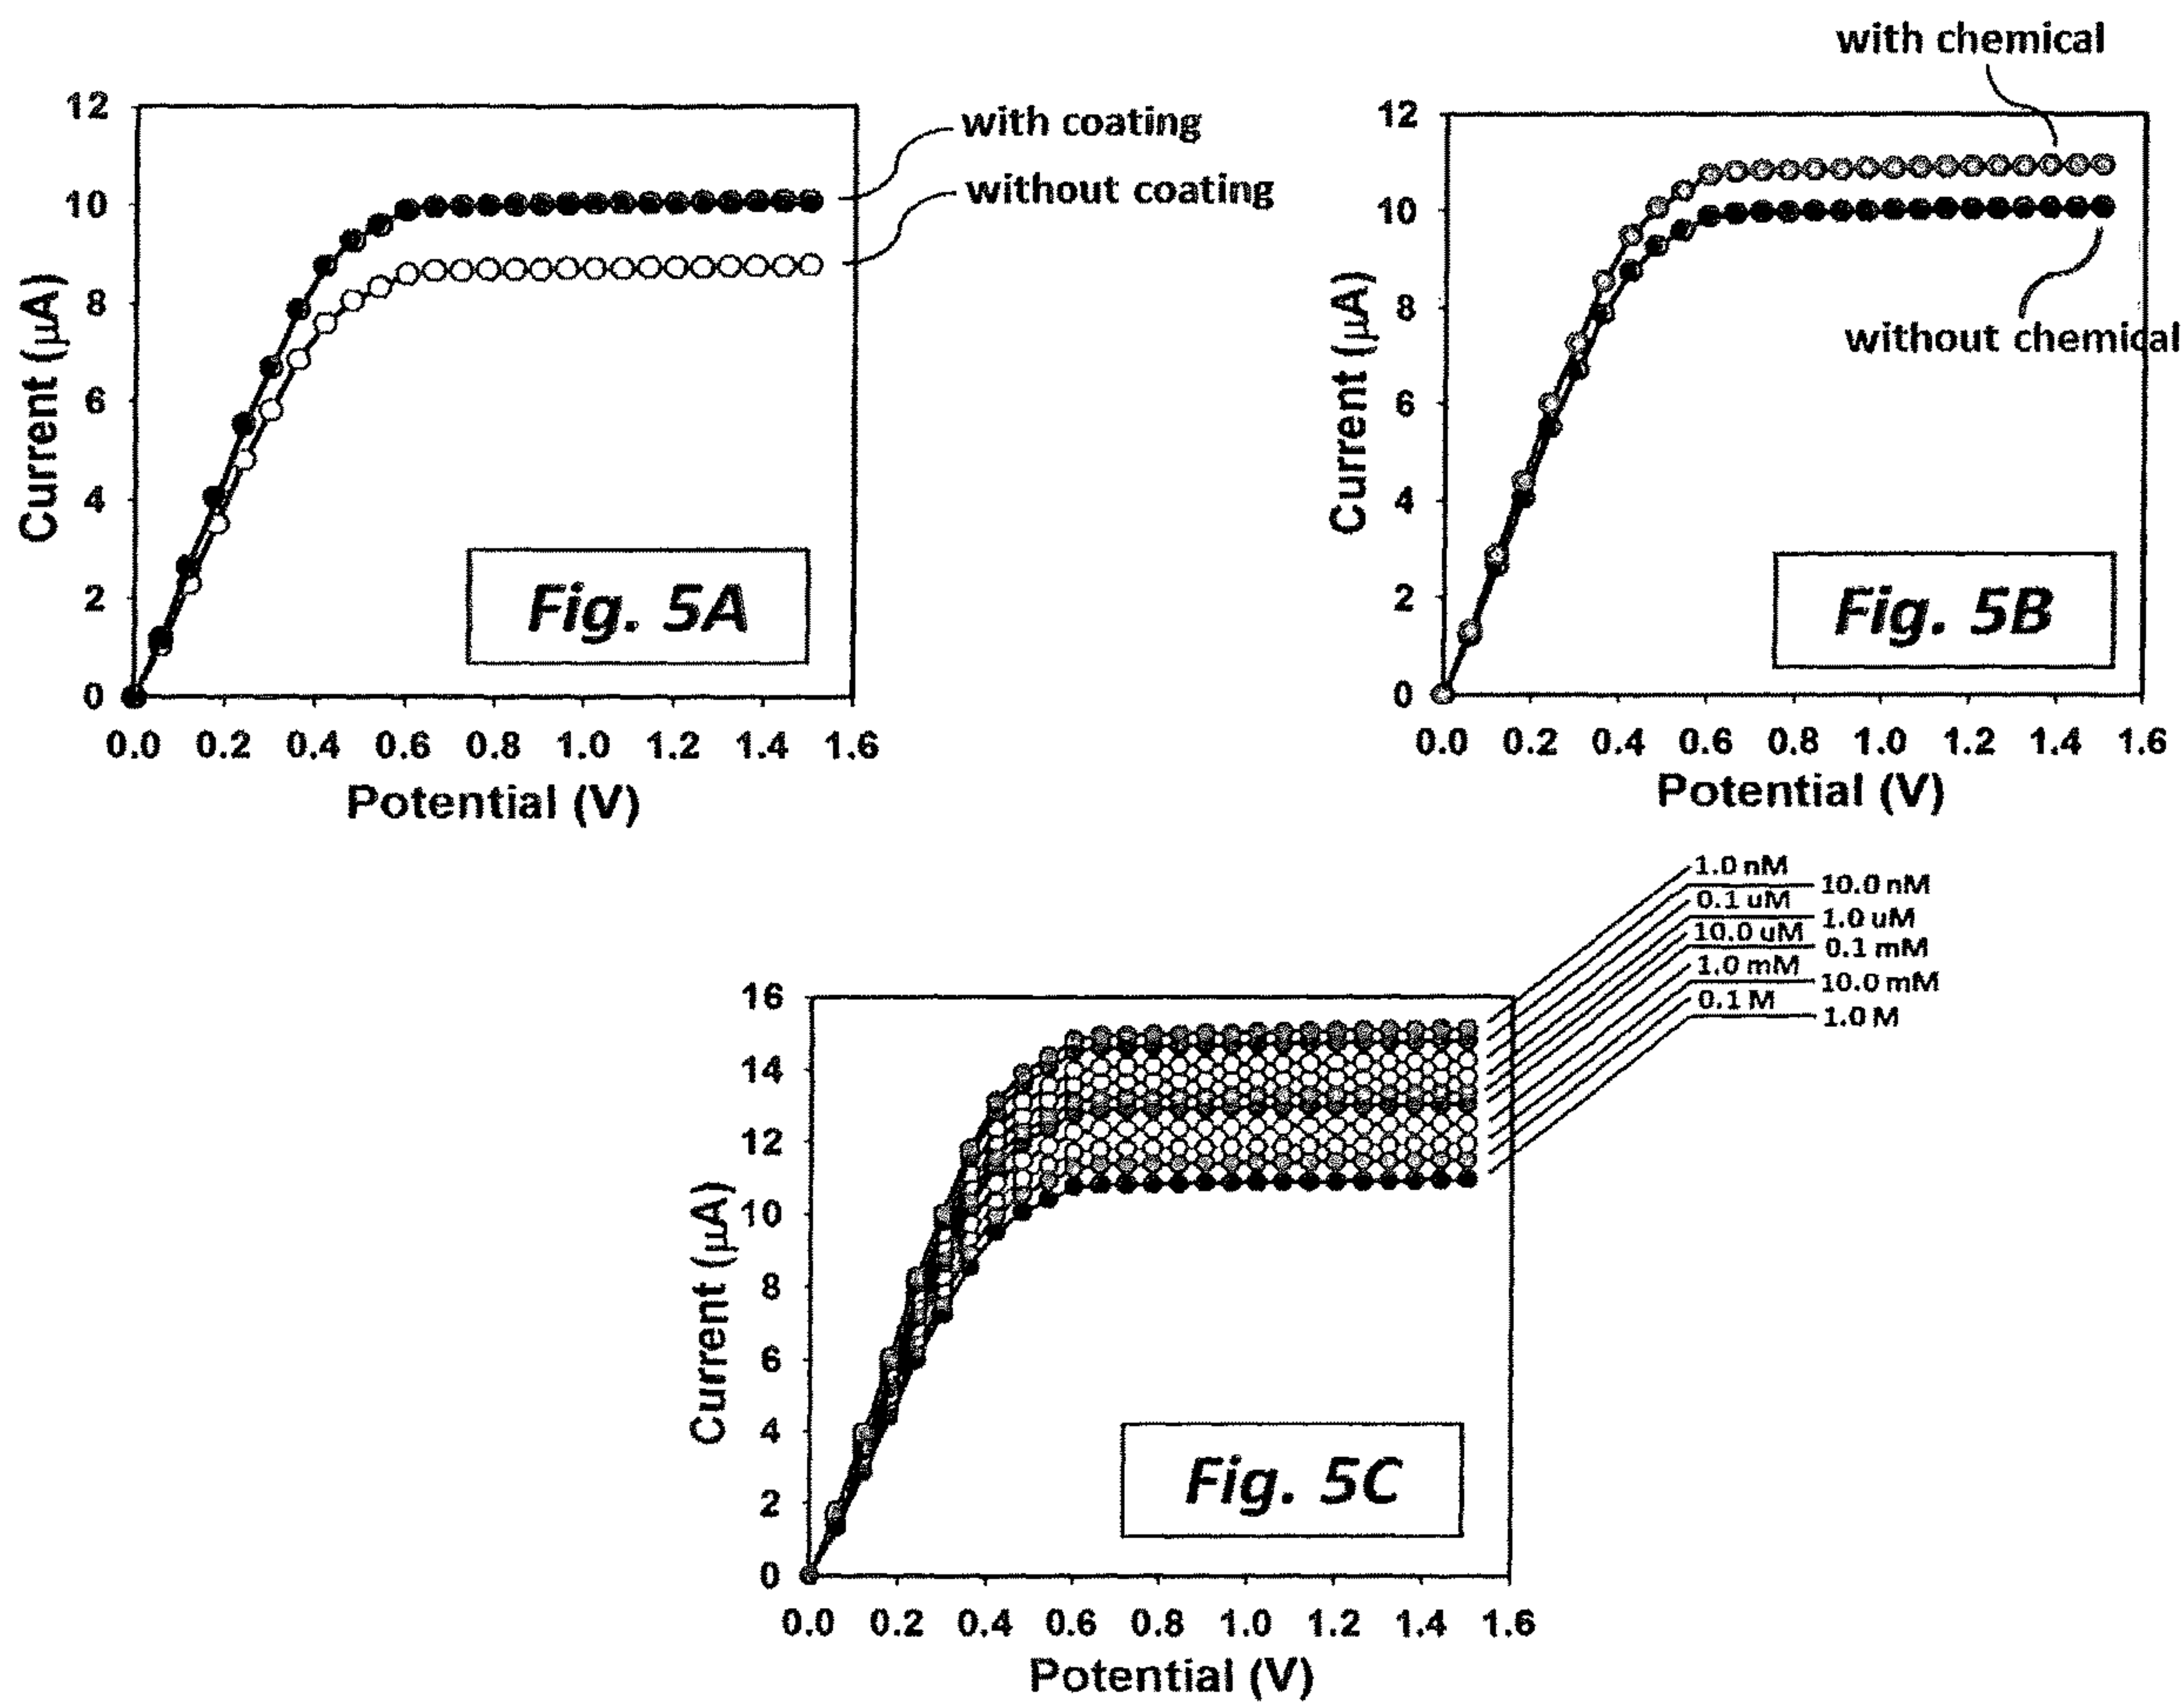 with coating
without coating
12
10
8
6
4
2
0
Current (µA)
Fig. 5A
0.0 0.2 0.4 0.6 0.8 1.0 1.2 1.4 1.6
Potential (V)
with chemical
without chemical
12
10
8
6
4
2
0
Current (µA)
Fig. 5B
0.0 0.2 0.4 0.6 0.8 1.0 1.2 1.4 1.6
Potential (V)
1.0 nM
10.0 nM
0.1 uM
1.0 uM
10.0 uM
0.1 mM
1.0 mM
10.0 mM
0.1 M
1.0 M
16
14
12
10
8
6
4
2
0
Current (µA)
Fig. 5C
0.0 0.2 0.4 0.6 0.8 1.0 1.2 1.4 1.6
Potential (V)